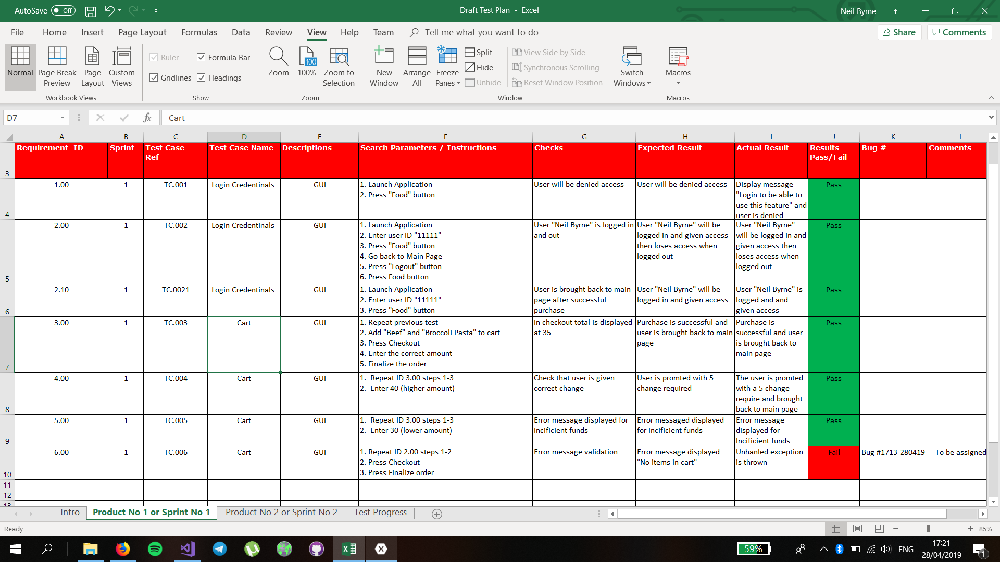 AutoSave Off
Draft Test Plan - Excel
Neil Byrne
File Home Insert Page Layout Formulas Data Review View Help Team Tell me what you want to do
Share Comments
Normal
Page Break Preview
Page Layout
Custom Views
Workbook Views
Ruler
Formula Bar
Gridlines
Headings
Show
Zoom
100
100%
Zoom to Selection
Zoom
New Window
Arrange All
Freeze Panes
Split
Hide
Unhide
View Side by Side
Synchronous Scrolling
Reset Window Position
Window
Switch Windows
Macros
Macros
D7
fx
Cart
A B C D E F G H I J K L
3
Requirement ID
Sprint
Test Case
Ref
Test Case Name
Descriptions
Search Parameters / Instructions
Checks
Expected Result
Actual Result
Results
Pass/Fail
Bug #
Comments
4
1.00
1
TC.001
Login Credentinals
GUI
1. Launch Application
2. Press "Food" button
User will be denied access
User will be denied access
Display message
"Login to be able to
use this feature" and
user is denied
Pass
5
2.00
1
TC.002
Login Credentinals
GUI
1. Launch Application
2. Enter user ID "11111"
3. Press "Food" button
4. Go back to Main Page
5. Press "Logout" button
6. Press Food button
User "Neil Byrne" is logged in
and out
User "Neil Byrne" will be
logged in and given access
then loses access when
logged out
User "Neil Byrne"
will be logged in and
given access then
loses access when
logged out
Pass
6
2.10
1
TC.0021
Login Credentinals
GUI
1. Launch Application
2. Enter user ID "11111"
3. Press "Food" button
User is brought back to main
page after successful
purchase
User "Neil Byrne" will be
logged in and given access
User "Neil Byrne" is
logged and and
given access
Pass
7
3.00
1
TC.003
Cart
GUI
1. Repeat previous test
2. Add "Beef" and "Broccoli Pasta" to cart
3. Press Checkout
4. Enter the correct amount
5. Finalize the order
In checkout total is displayed
at 35
Purchase is successful and
user is brought back to main
page
Purchase is
successful and user
is brought back to
main page
Pass
8
4.00
1
TC.004
Cart
GUI
1. Repeat ID 3.00 steps 1-3
2. Enter 40 (higher amount)
Check that user is given
correct change
User is promted with 5
change required
The user is promted
with a 5 change
require and brought
back to main page
Pass
9
5.00
1
TC.005
Cart
GUI
1. Repeat ID 3.00 steps 1-3
2. Enter 30 (lower amount)
Error message displayed for
Incificient funds
Error messaged displayed
for Incificient funds
Error message
displayed for
Incificient funds
Pass
10
6.00
1
TC.006
Cart
GUI
1. Repeat ID 2.00 steps 1-2
2. Press Checkout
3. Press Finalize order
Error message validation
Error message displayed
"No items in cart"
Unhanled exception
is thrown
Fail
Bug #1713-280419
To be assigned
11
12
13
Intro Product No 1 or Sprint No 1 Product No 2 or Sprint No 2 Test Progress
Ready
85%
59%
ENG
17:21
28/04/2019
1